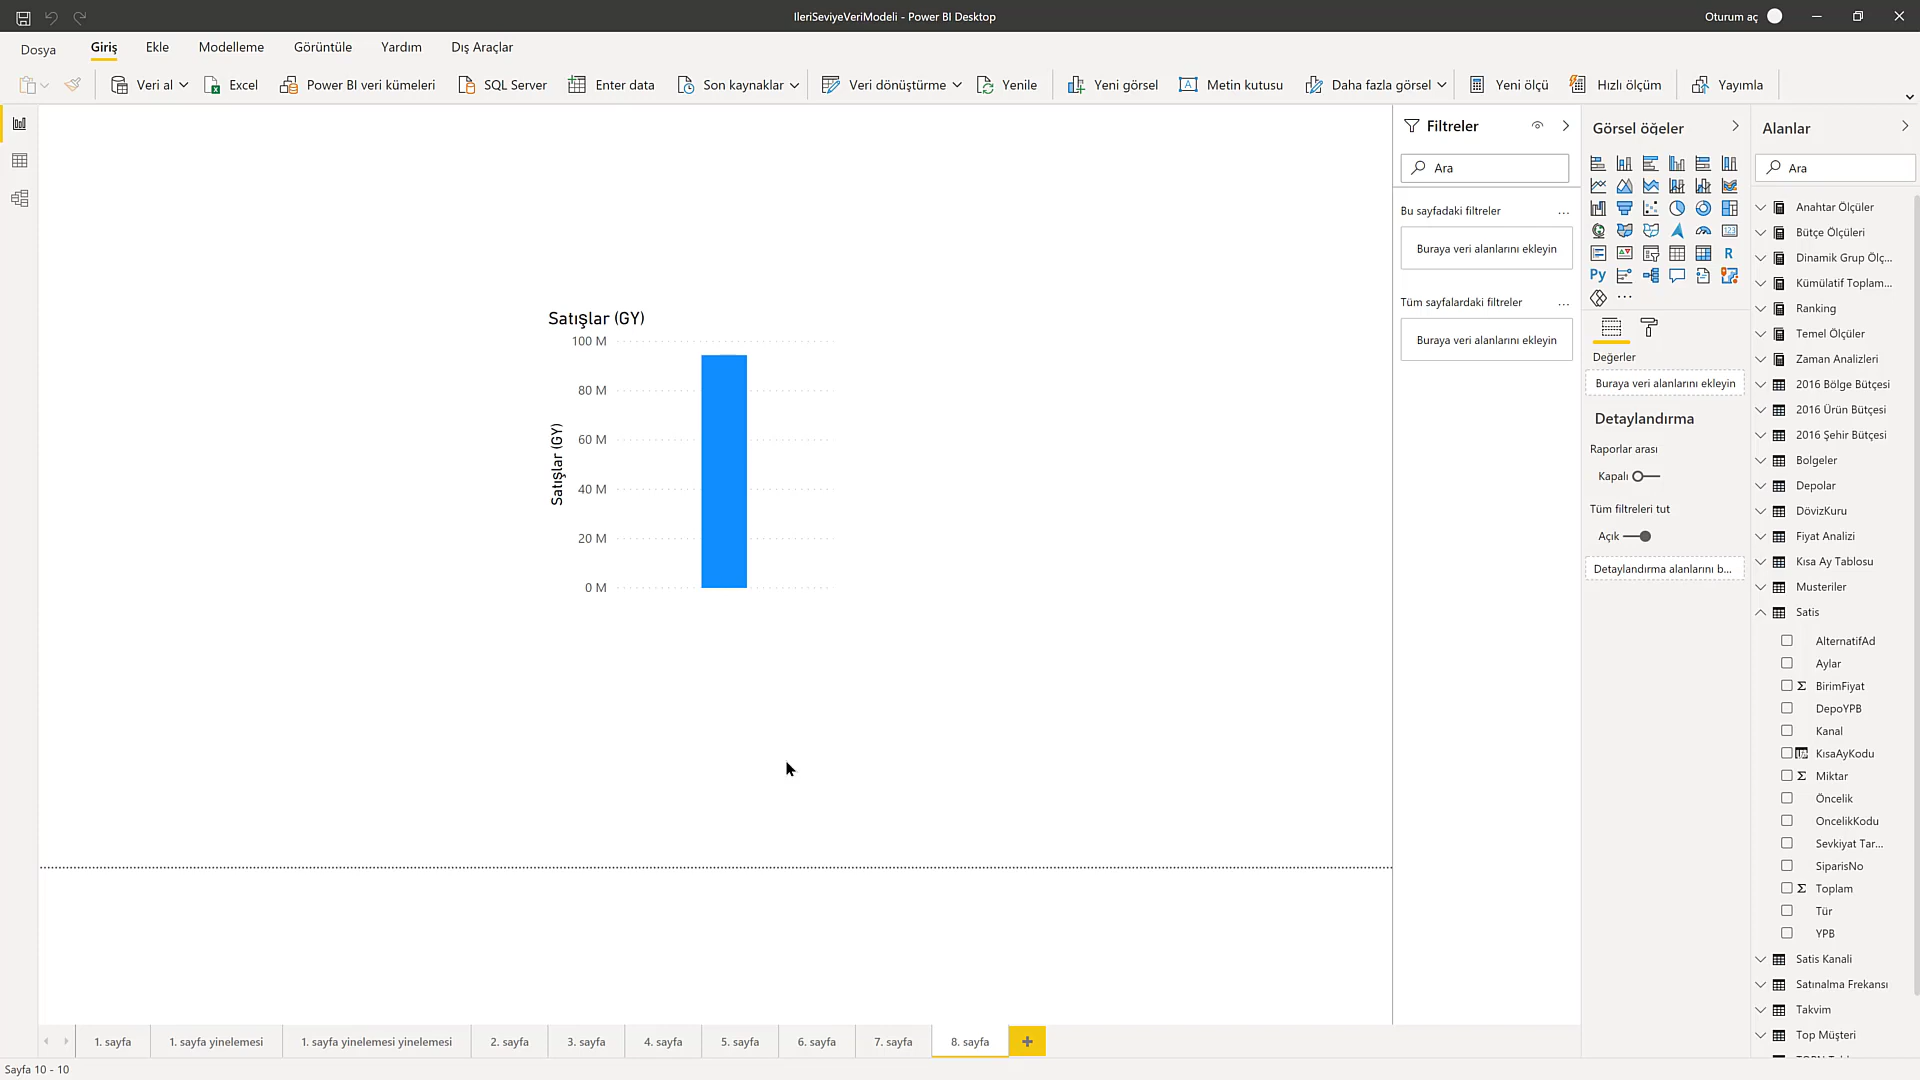 IleriSeviyeVeriModeli - Power BI Desktop
Oturum aç
Dosya
Giriş
Ekle
Modelleme
Görüntüle
Yardım
Dış Araçlar
Veri al
Excel
Power BI veri kümeleri
SQL Server
Enter data
Son kaynaklar
Veri dönüştürme
Yenile
Yeni görsel
Metin kutusu
Daha fazla görsel
Yeni ölçü
Hızlı ölçüm
Yayımla
Satışlar (GY)
100 M
80 M
60 M
40 M
20 M
0 M
Satışlar (GY)
Filtreler
Ara
Bu sayfadaki filtreler
...
Buraya veri alanlarını ekleyin
Tüm sayfalardaki filtreler
...
Buraya veri alanlarını ekleyin
Görsel öğeler
123
R
Py
...
Değerler
Buraya veri alanlarını ekleyin
Detaylandırma
Raporlar arası
Kapalı
Tüm filtreleri tut
Açık
Detaylandırma alanlarını b...
Alanlar
Ara
Anahtar Ölçüler
Bütçe Ölçüleri
Dinamik Grup Ölç...
Kümülatif Toplam...
Ranking
Temel Ölçüler
Zaman Analizleri
2016 Bölge Bütçesi
2016 Ürün Bütçesi
2016 Şehir Bütçesi
Bolgeler
Depolar
DövizKuru
Fiyat Analizi
Kısa Ay Tablosu
Musteriler
Satis
AlternatifAd
Aylar
Σ BirimFiyat
DepoYPB
Kanal
KısaAyKodu
Σ Miktar
Öncelik
OncelikKodu
Sevkiyat Tar...
SiparisNo
Σ Toplam
Tür
YPB
Satis Kanali
Satınalma Frekansı
Takvim
Top Müşteri
1. sayfa
1. sayfa yinelemesi
1. sayfa yinelemesi yinelemesi
2. sayfa
3. sayfa
4. sayfa
5. sayfa
6. sayfa
7. sayfa
8. sayfa
+
Sayfa 10 - 10